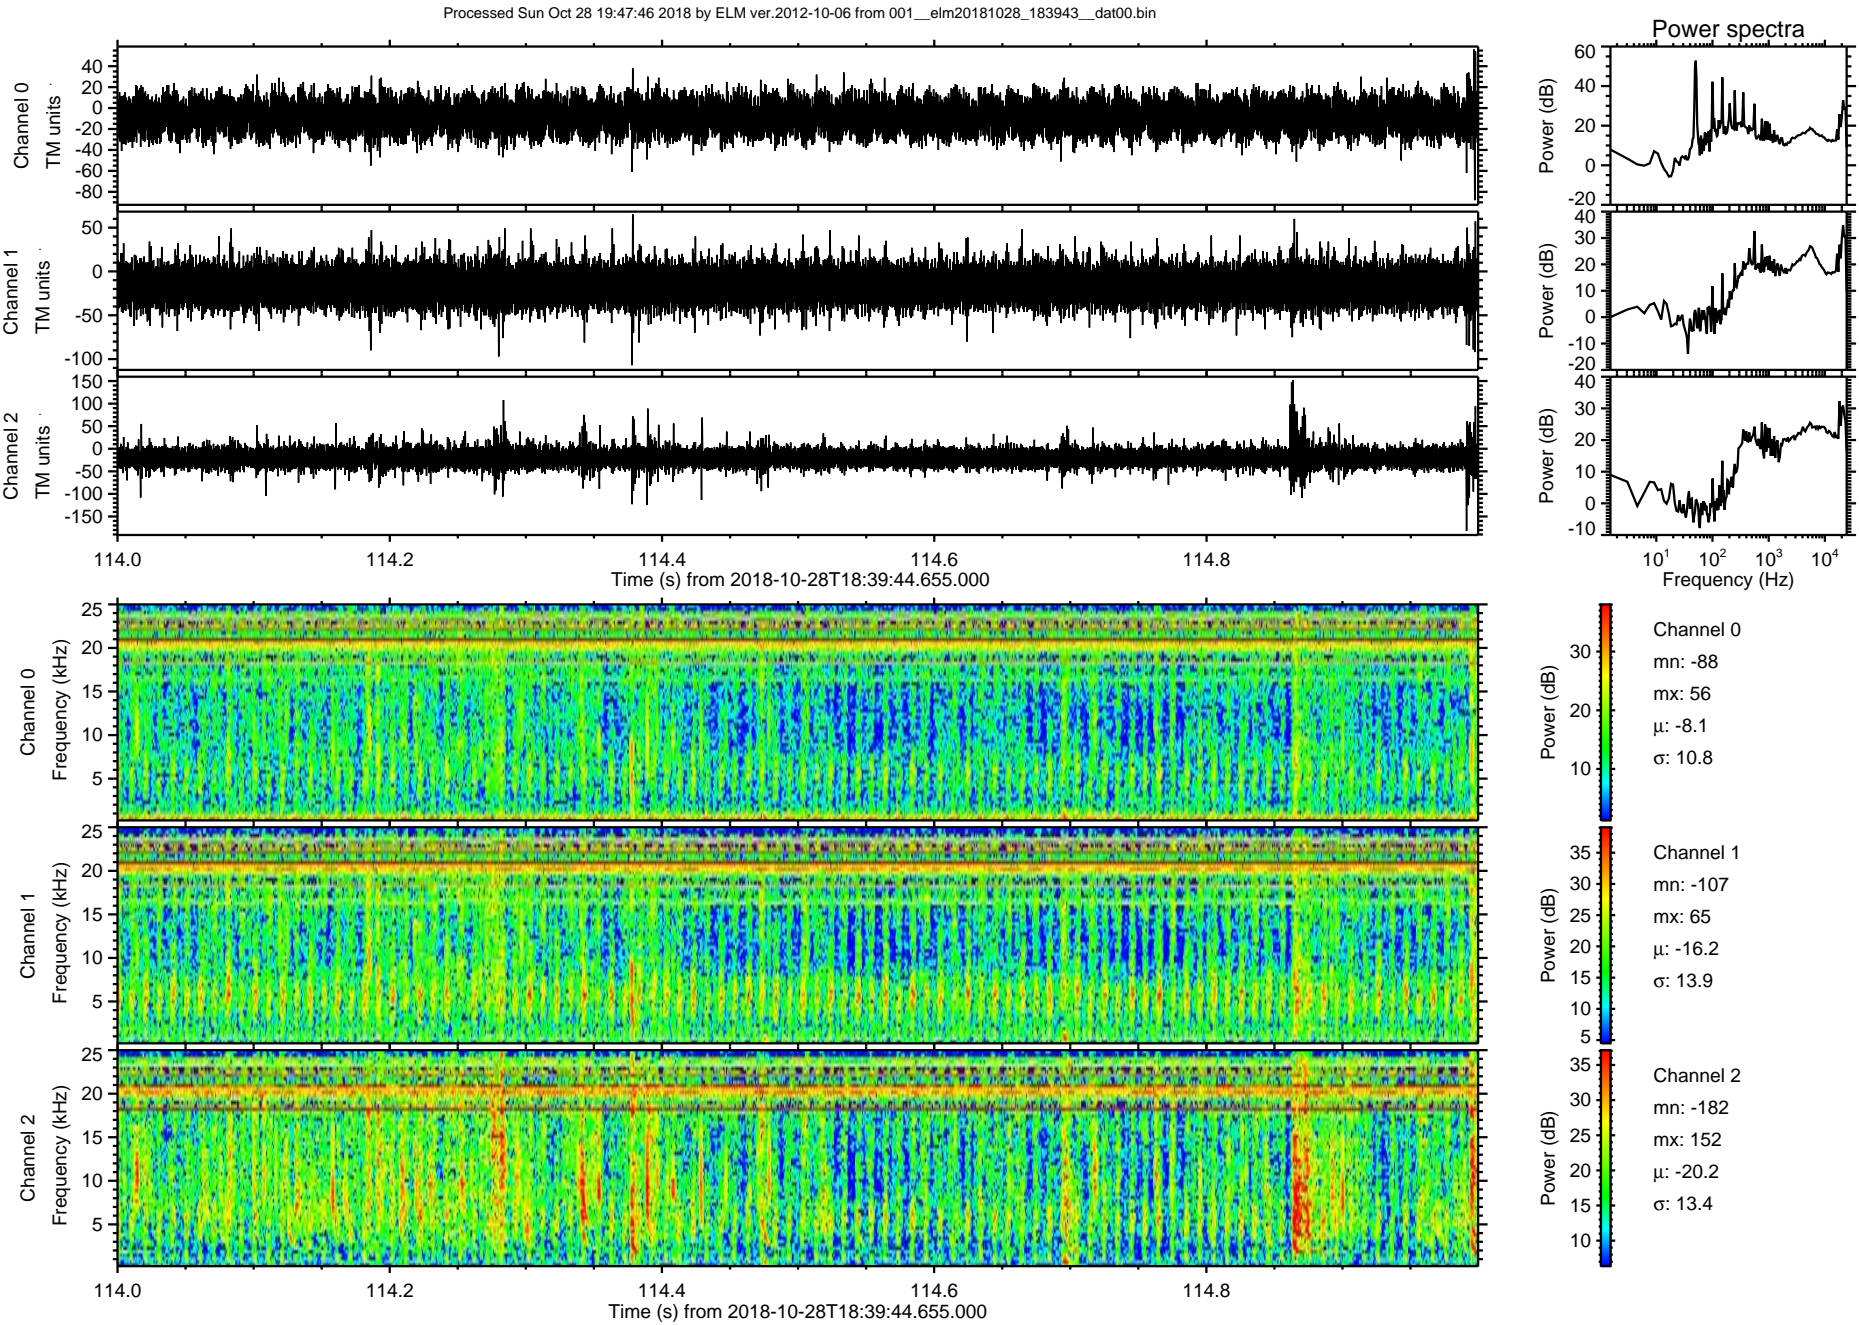 Processed Sun Oct 28 19:47:46 2018 by ELM ver.2012-10-06 from 001__elm20181028_183943__dat00.bin
Power spectra
Channel 0
TM units
40
20
0
-20
-40
-60
-80
Power (dB)
60
40
20
0
-20
Channel 1
TM units
50
0
-50
-100
Power (dB)
40
30
20
10
0
-10
-20
Channel 2
TM units
150
100
50
0
-50
-100
-150
Power (dB)
40
30
20
10
0
-10
114.0 114.2 114.4 114.6 114.8
Time (s) from 2018-10-28T18:39:44.655.000
10¹ 10² 10³ 10⁴
Frequency (Hz)
Channel 0
Frequency (kHz)
25
20
15
10
5
Power (dB)
30
20
10
Channel 0
mn: -88
mx: 56
μ: -8.1
σ: 10.8
Channel 1
Frequency (kHz)
25
20
15
10
5
Power (dB)
35
30
25
20
15
10
5
Channel 1
mn: -107
mx: 65
μ: -16.2
σ: 13.9
Channel 2
Frequency (kHz)
25
20
15
10
5
Power (dB)
35
30
25
20
15
10
Channel 2
mn: -182
mx: 152
μ: -20.2
σ: 13.4
114.0 114.2 114.4 114.6 114.8
Time (s) from 2018-10-28T18:39:44.655.000